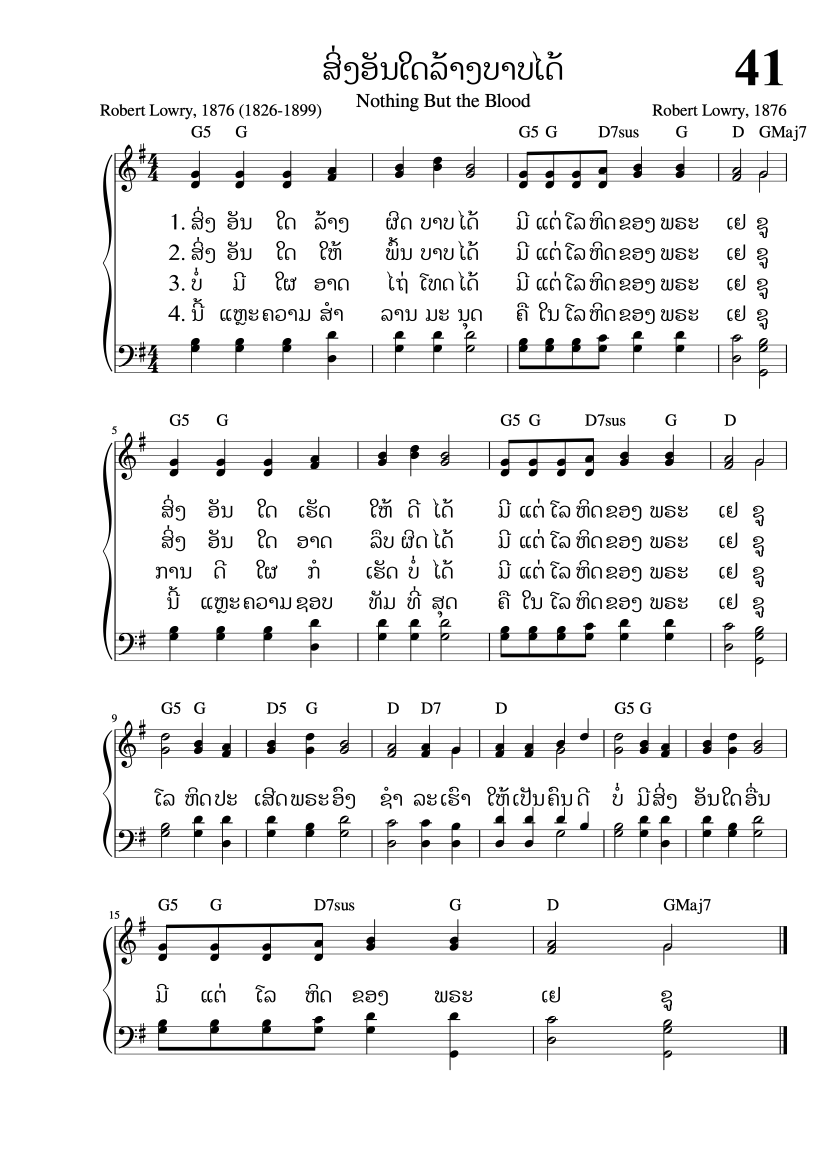 ສິ່ງອັນໃດລ້າງບາບໄດ້
41
Nothing But the Blood
Robert Lowry, 1876 (1826-1899)
Robert Lowry, 1876
G5 G G5 G D7sus G D GMaj7
1. ສິ່ງ ອັນ ໃດ ລ້າງ ຜິດ ບາບ ໄດ້ ມີ ແຕ່ ໂລ ຫິດ ຂອງ ພຣະ ເຢ ຊູ
2. ສິ່ງ ອັນ ໃດ ໃຫ້ ພົ້ນ ບາບ ໄດ້ ມີ ແຕ່ ໂລ ຫິດ ຂອງ ພຣະ ເຢ ຊູ
3. ບໍ່ ມີ ໃຜ ອາດ ໄຖ່ ໂທດ ໄດ້ ມີ ແຕ່ ໂລ ຫິດ ຂອງ ພຣະ ເຢ ຊູ
4. ນີ້ ແຫຼະ ຄວາມ ສຳ ລານ ມະ ນຸດ ຄື ໃນ ໂລ ຫິດ ຂອງ ພຣະ ເຢ ຊູ
5 G5 G G5 G D7sus G D
ສິ່ງ ອັນ ໃດ ເຮັດ ໃຫ້ ດີ ໄດ້ ມີ ແຕ່ ໂລ ຫິດ ຂອງ ພຣະ ເຢ ຊູ
ສິ່ງ ອັນ ໃດ ອາດ ລຶບ ຜິດ ໄດ້ ມີ ແຕ່ ໂລ ຫິດ ຂອງ ພຣະ ເຢ ຊູ
ການ ດີ ໃຜ ກໍ ເຮັດ ບໍ່ ໄດ້ ມີ ແຕ່ ໂລ ຫິດ ຂອງ ພຣະ ເຢ ຊູ
ນີ້ ແຫຼະ ຄວາມ ຊອບ ທັມ ທີ່ ສຸດ ຄື ໃນ ໂລ ຫິດ ຂອງ ພຣະ ເຢ ຊູ
9 G5 G D5 G D D7 D G5 G
ໂລ ຫິດ ປະ ເສີດ ພຣະ ອົງ ຊຳ ລະ ເຮົາ ໃຫ້ ເປັນ ຄົນ ດີ ບໍ່ ມີ ສິ່ງ ອັນ ໃດ ອື່ນ
15 G5 G D7sus G D GMaj7
ມີ ແຕ່ ໂລ ຫິດ ຂອງ ພຣະ ເຢ ຊູ